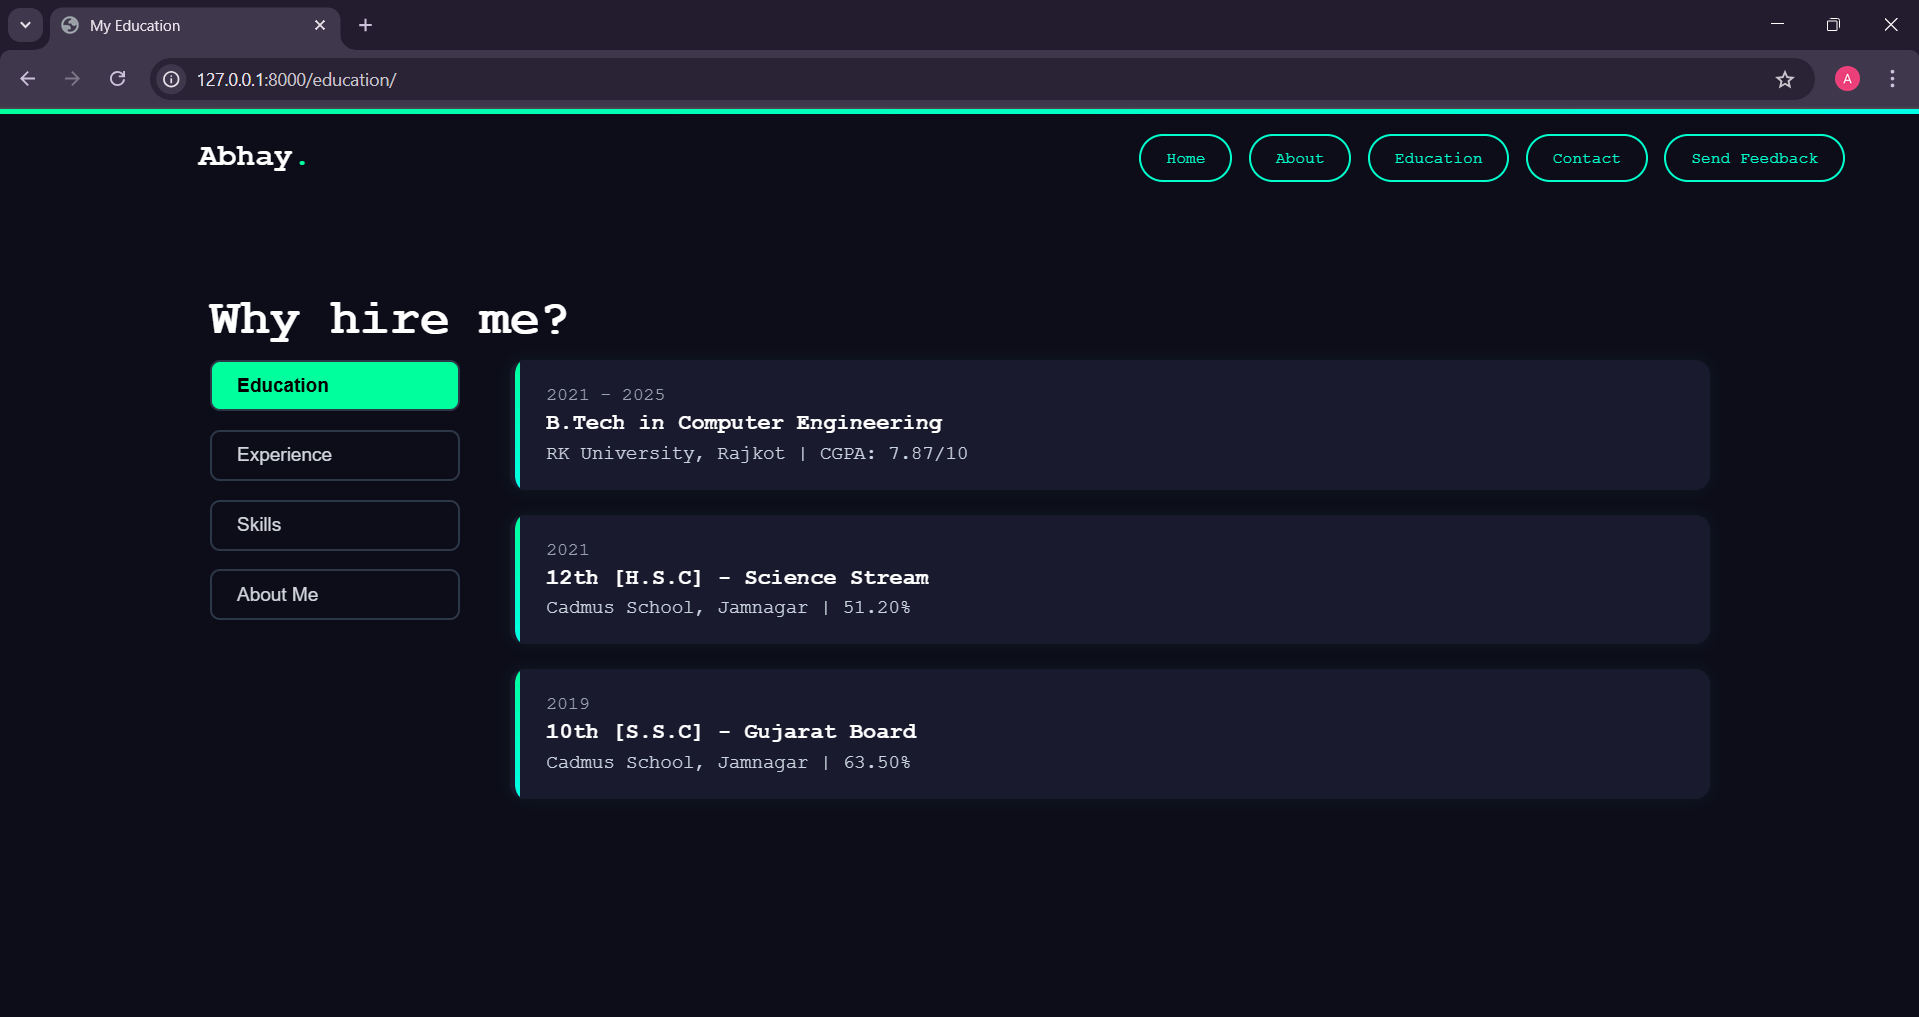 My Education
127.0.0.1:8000/education/
A
Abhay.
Home
About
Education
Contact
Send Feedback
Why hire me?
Education
Experience
Skills
About Me
2021 – 2025
B.Tech in Computer Engineering
RK University, Rajkot | CGPA: 7.87/10
2021
12th [H.S.C] – Science Stream
Cadmus School, Jamnagar | 51.20%
2019
10th [S.S.C] – Gujarat Board
Cadmus School, Jamnagar | 63.50%